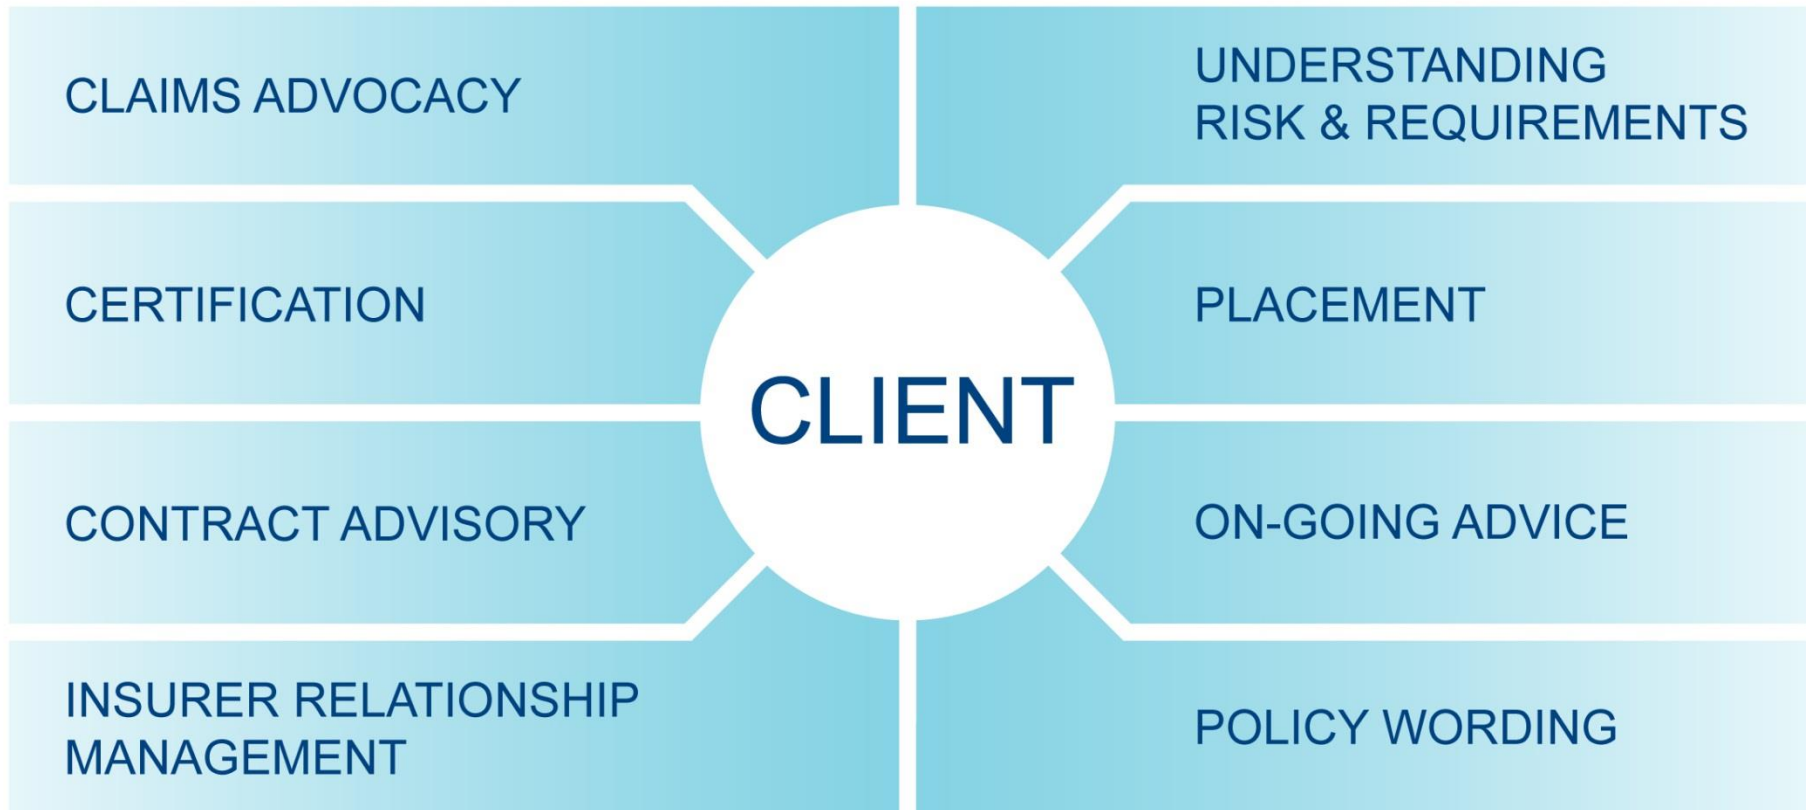 CLAIMS ADVOCACY
CERTIFICATION
CONTRACT ADVISORY
INSURER RELATIONSHIP
MANAGEMENT
CLIENT
UNDERSTANDING
RISK & REQUIREMENTS
PLACEMENT
ON-GOING ADVICE
POLICY WORDING